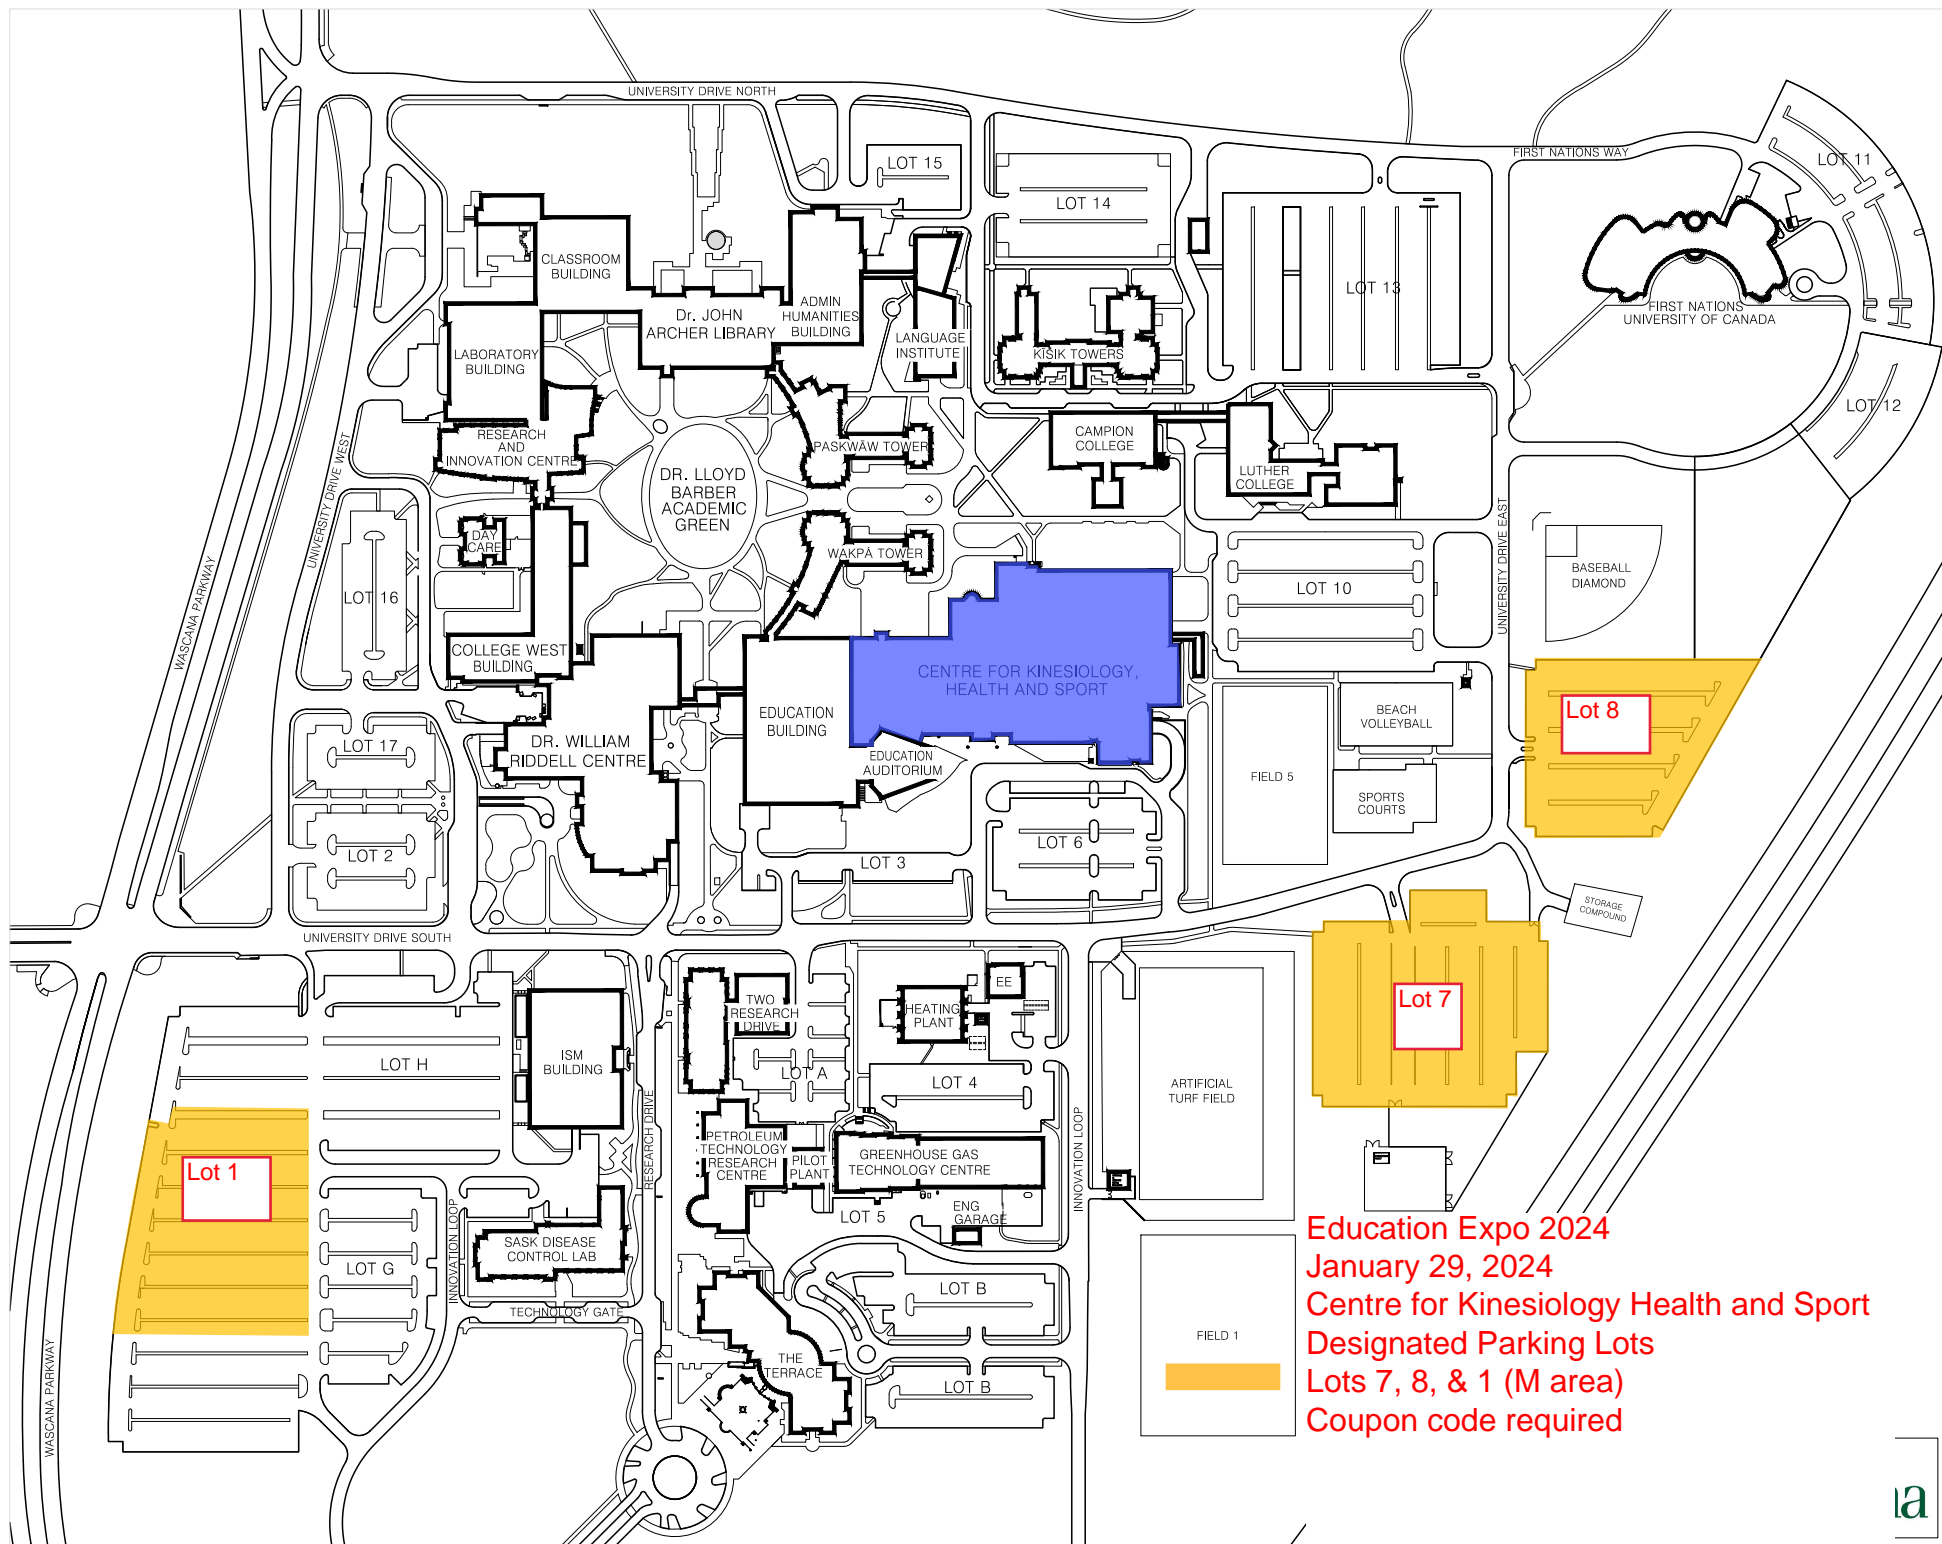 UNIVERSITY DRIVE NORTH
FIRST NATIONS WAY
LOT 11
LOT 15
LOT 14
CLASSROOM
BUILDING
LOT 13
ADMIN
HUMANITIES
BUILDING
Dr. JOHN
ARCHER LIBRARY
FIRST NATIONS
UNIVERSITY OF CANADA
LANGUAGE
INSTITUTE
KĪSIK TOWERS
LABORATORY
BUILDING
LOT 12
RESEARCH
AND
INNOVATION CENTRE
PASKWĀW TOWER
CAMPION
COLLEGE
LUTHER
COLLEGE
DR. LLOYD
BARBER
ACADEMIC
GREEN
UNIVERSITY DRIVE WEST
UNIVERSITY DRIVE EAST
DAY
CARE
WAKPÁ TOWER
BASEBALL
DIAMOND
WASCANA PARKWAY
LOT 16
LOT 10
COLLEGE WEST
BUILDING
CENTRE FOR KINESIOLOGY,
HEALTH AND SPORT
EDUCATION
BUILDING
BEACH
VOLLEYBALL
Lot 8
LOT 17
DR. WILLIAM
RIDDELL CENTRE
EDUCATION
AUDITORIUM
FIELD 5
SPORTS
COURTS
LOT 2
LOT 3
LOT 6
STORAGE
COMPOUND
UNIVERSITY DRIVE SOUTH
TWO
RESEARCH
DRIVE
EE
HEATING
PLANT
Lot 7
LOT H
ISM
BUILDING
LOT A
LOT 4
ARTIFICIAL
TURF FIELD
RESEARCH DRIVE
INNOVATION LOOP
PETROLEUM
TECHNOLOGY
RESEARCH
CENTRE
PILOT
PLANT
GREENHOUSE GAS
TECHNOLOGY CENTRE
Lot 1
LOT 5
ENG
GARAGE
INNOVATION LOOP
SASK DISEASE
CONTROL LAB
LOT G
LOT B
TECHNOLOGY GATE
THE
TERRACE
LOT B
WASCANA PARKWAY
FIELD 1
Education Expo 2024
January 29, 2024
Centre for Kinesiology Health and Sport
Designated Parking Lots
Lots 7, 8, & 1 (M area)
Coupon code required